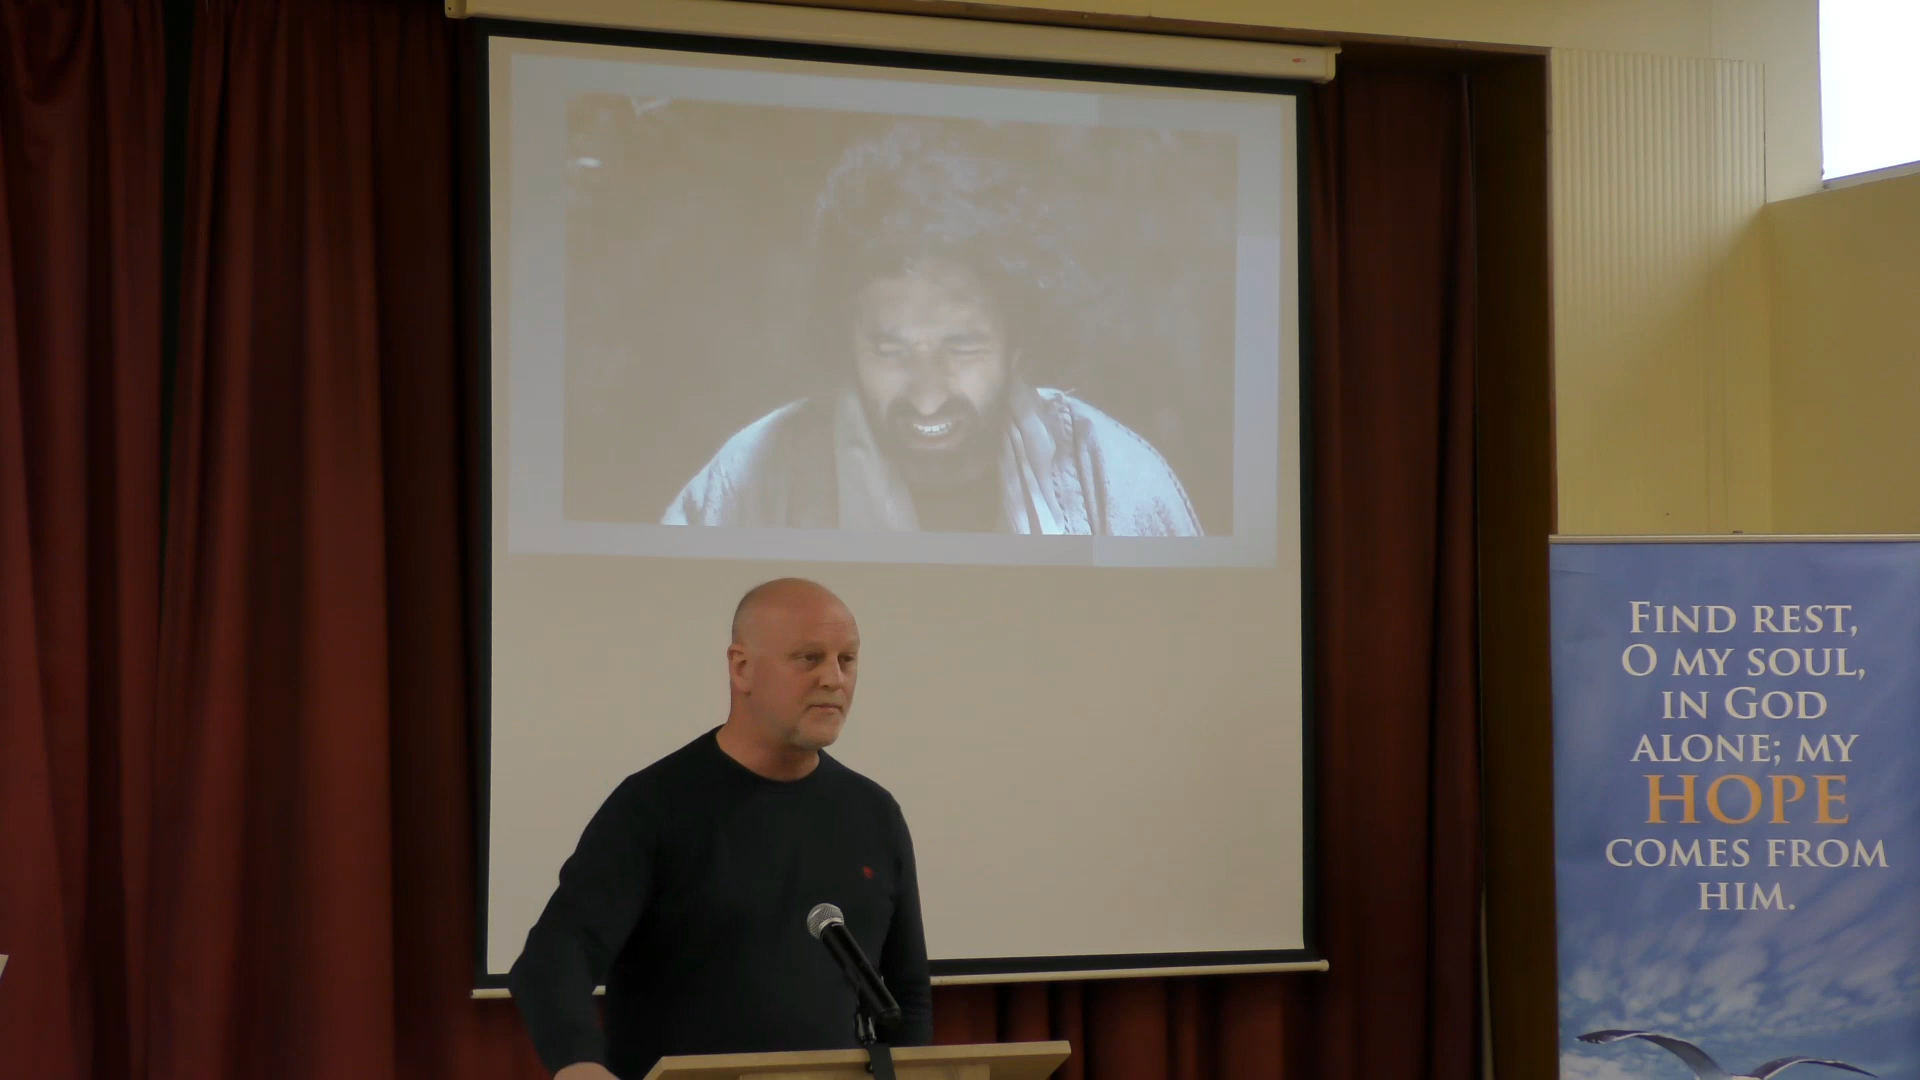 FIND REST,
O MY SOUL,
IN GOD
ALONE; MY
HOPE
COMES FROM
HIM.